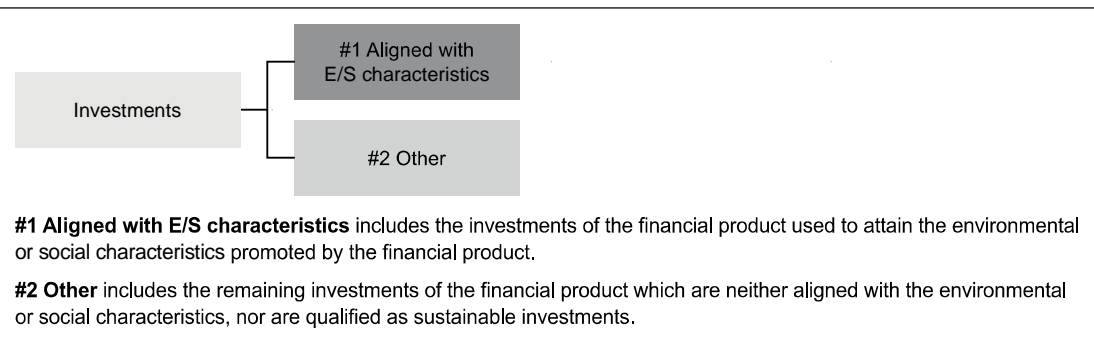 #1 Aligned with
E/S characteristics
Investments
#2 Other
#1 Aligned with E/S characteristics includes the investments of the financial product used to attain the environmental
or social characteristics promoted by the financial product.
#2 Other includes the remaining investments of the financial product which are neither aligned with the environmental
or social characteristics, nor are qualified as sustainable investments.